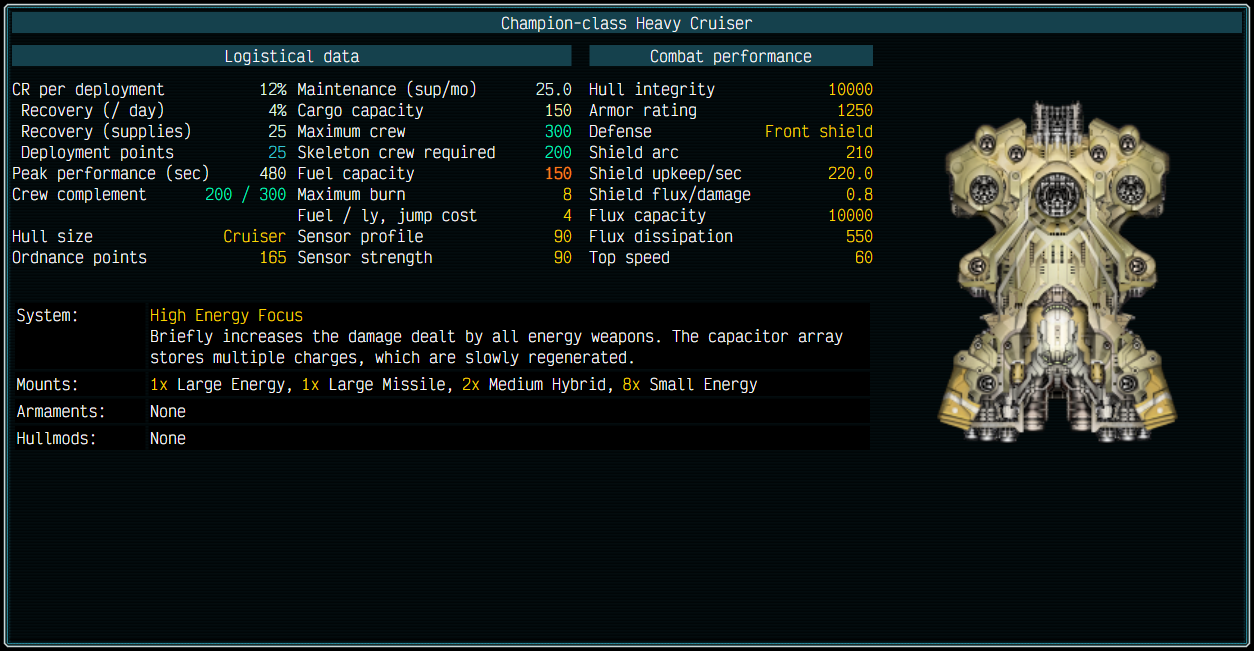 Champion-class Heavy Cruiser
Logistical data Combat performance
CR per deployment 12% Maintenance (sup/mo) 25.0 Hull integrity 10000
Recovery (/ day) 4% Cargo capacity 150 Armor rating 1250
Recovery (supplies) 25 Maximum crew 300 Defense Front shield
Deployment points 25 Skeleton crew required 200 Shield arc 210
Peak performance (sec) 480 Fuel capacity 150 Shield upkeep/sec 220.0
Crew complement 200 / 300 Maximum burn 8 Shield flux/damage 0.8
Fuel / ly, jump cost 4 Flux capacity 10000
Hull size Cruiser Sensor profile 90 Flux dissipation 550
Ordnance points 165 Sensor strength 90 Top speed 60
System: High Energy Focus
Briefly increases the damage dealt by all energy weapons. The capacitor array
stores multiple charges, which are slowly regenerated.
Mounts: 1x Large Energy, 1x Large Missile, 2x Medium Hybrid, 8x Small Energy
Armaments: None
Hullmods: None